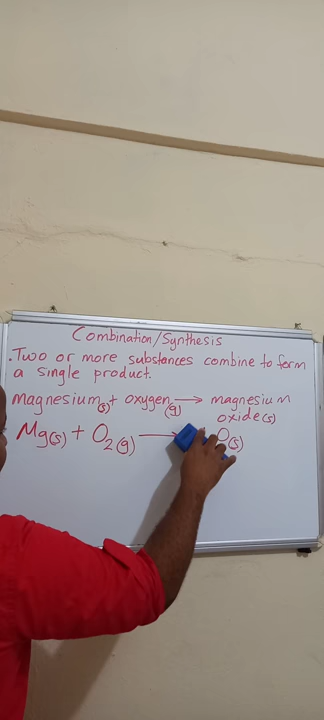 Combination/Synthesis
. Two or more substances combine to form
a single product.
magnesium(s) + oxygen(g) → magnesium
oxide(s)
Mg(s) + O2(g) → O(s)